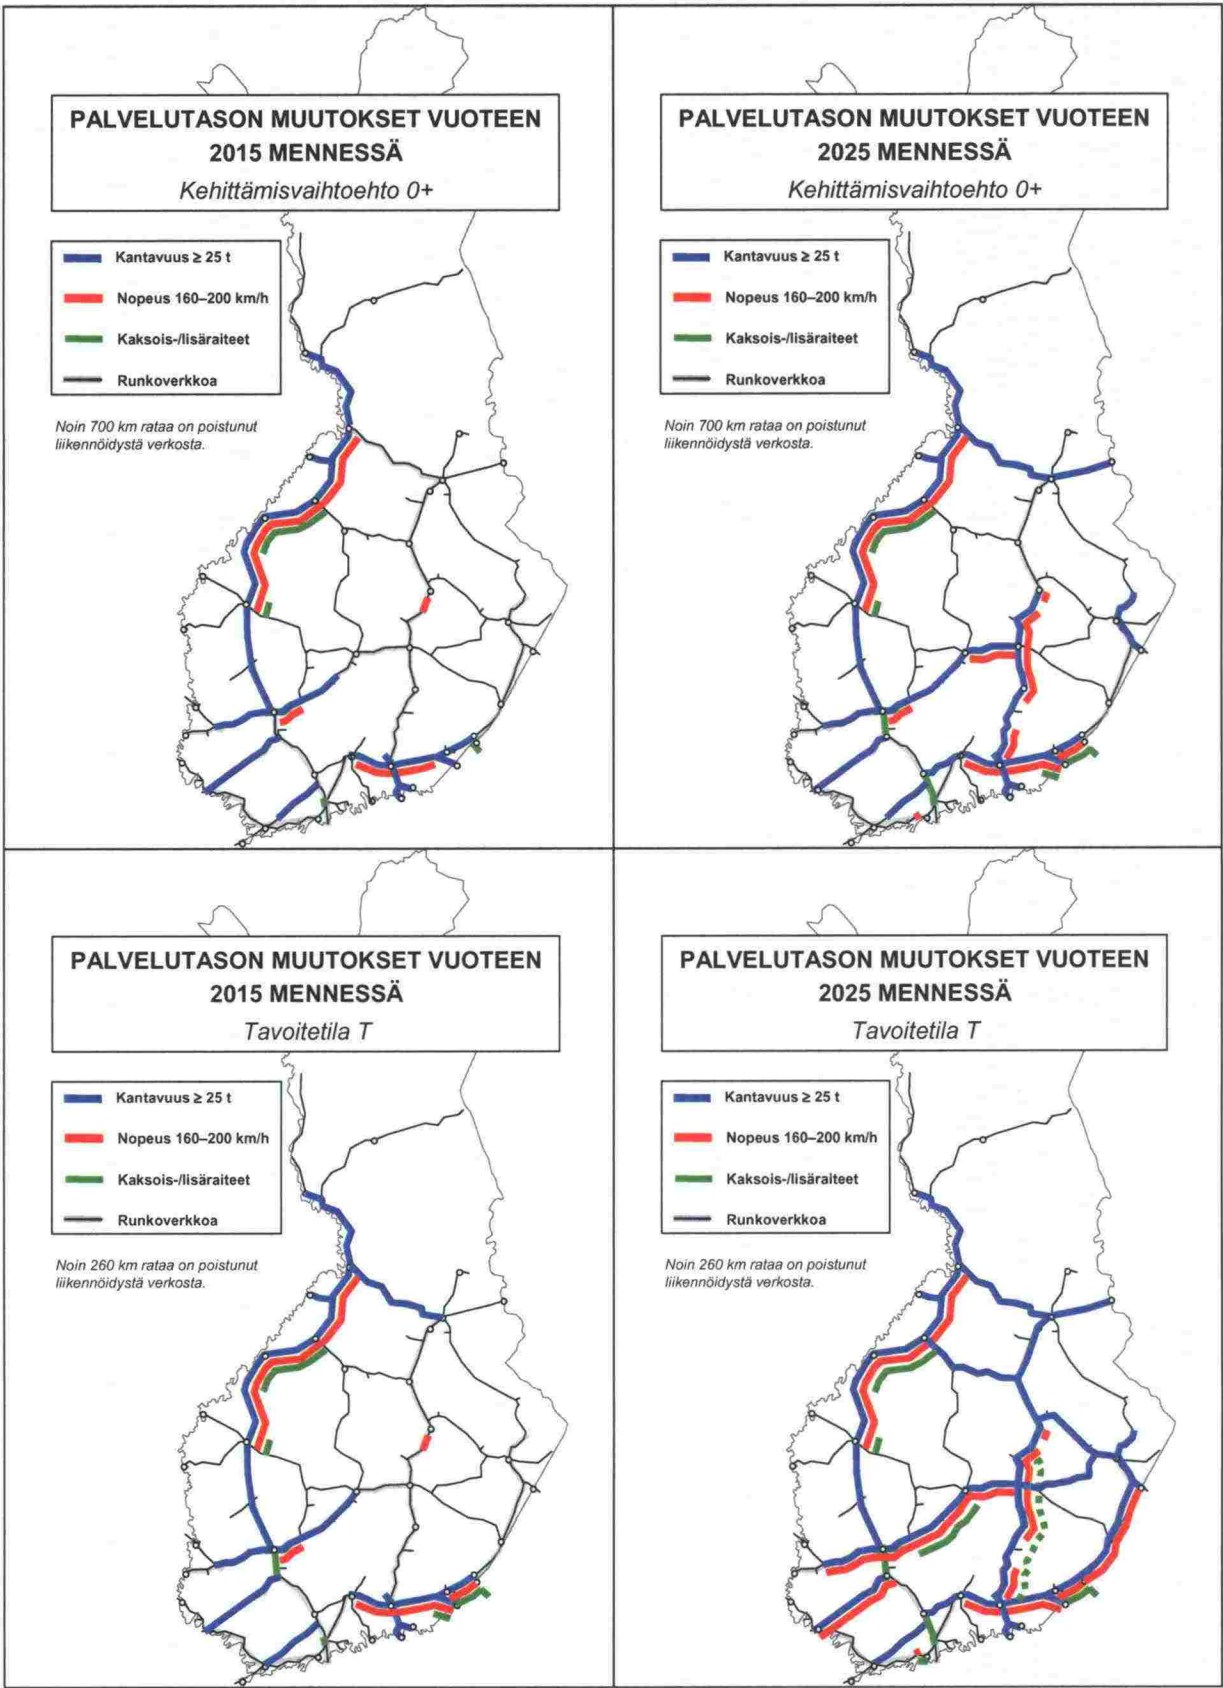 PALVELUTASON MUUTOKSET VUOTEEN
2015 MENNESSÄ
Kehittämisvaihtoehto 0+
Kantavuus ≥ 25 t
Nopeus 160–200 km/h
Kaksois-/lisäraiteet
Runkoverkkoa
Noin 700 km rataa on poistunut
liikennöidystä verkosta.
PALVELUTASON MUUTOKSET VUOTEEN
2025 MENNESSÄ
Kehittämisvaihtoehto 0+
Kantavuus ≥ 25 t
Nopeus 160–200 km/h
Kaksois-/lisäraiteet
Runkoverkkoa
Noin 700 km rataa on poistunut
liikennöidystä verkosta.
PALVELUTASON MUUTOKSET VUOTEEN
2015 MENNESSÄ
Tavoitetila T
Kantavuus ≥ 25 t
Nopeus 160–200 km/h
Kaksois-/lisäraiteet
Runkoverkkoa
Noin 260 km rataa on poistunut
liikennöidystä verkosta.
PALVELUTASON MUUTOKSET VUOTEEN
2025 MENNESSÄ
Tavoitetila T
Kantavuus ≥ 25 t
Nopeus 160–200 km/h
Kaksois-/lisäraiteet
Runkoverkkoa
Noin 260 km rataa on poistunut
liikennöidystä verkosta.